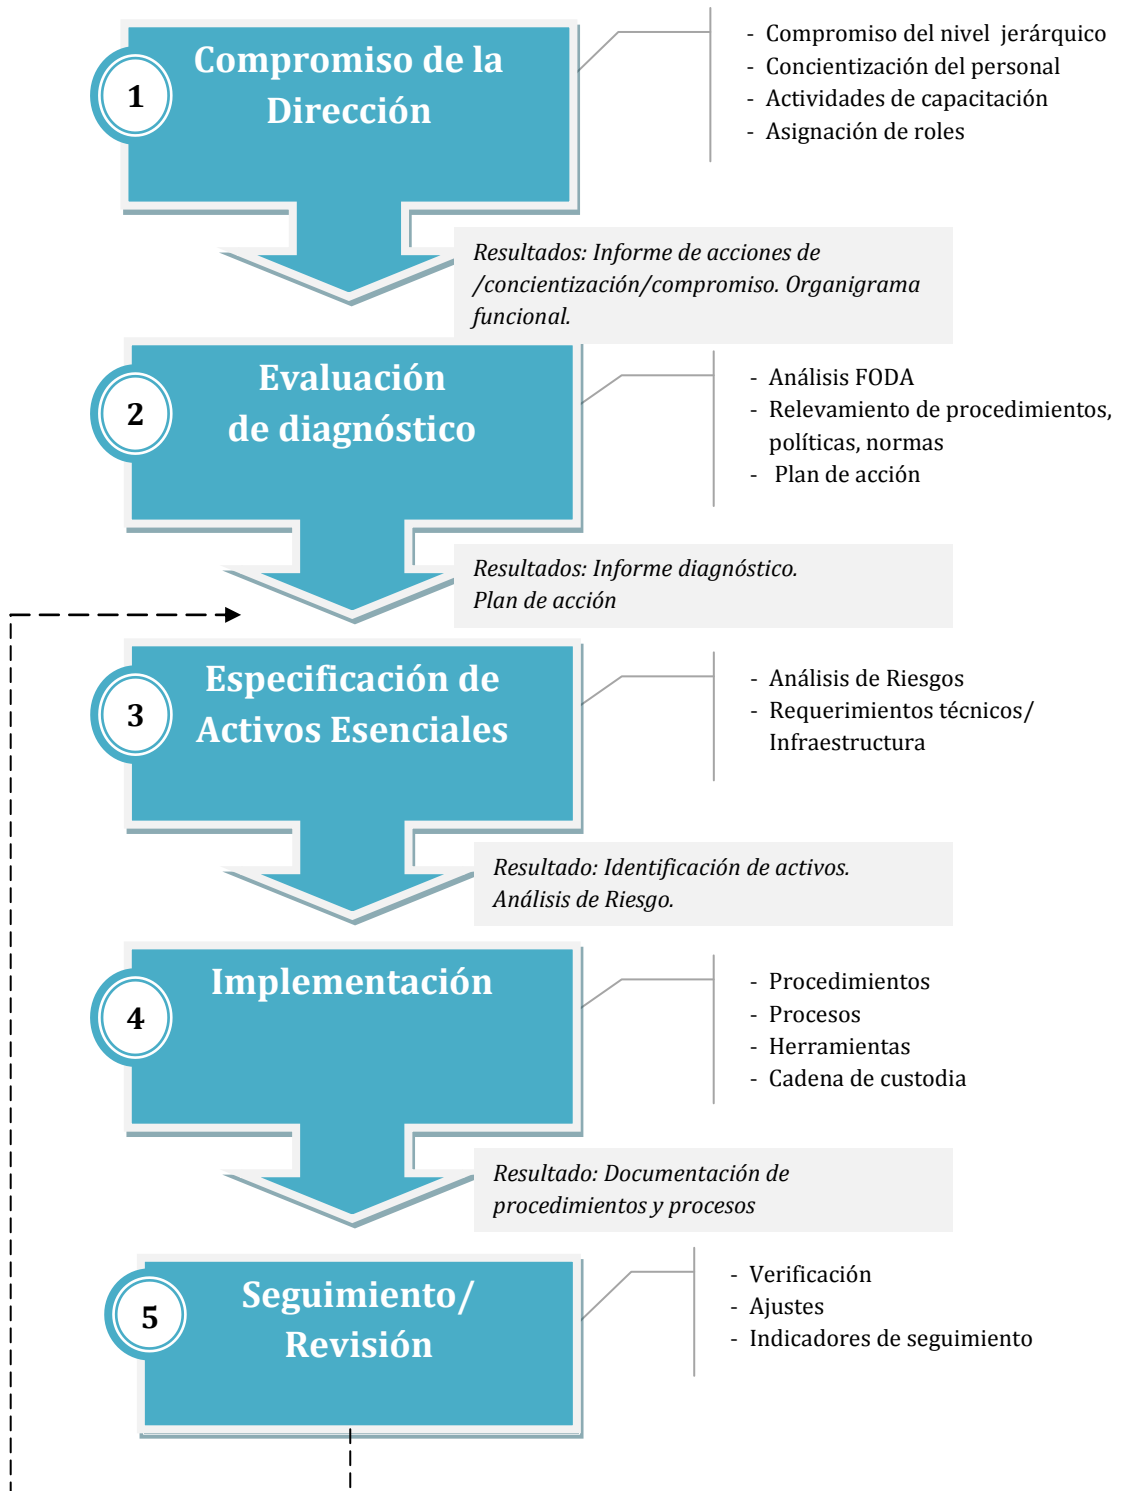 1
Compromiso de la
Dirección
- Compromiso del nivel jerárquico
- Concientización del personal
- Actividades de capacitación
- Asignación de roles
Resultados: Informe de acciones de
/concientización/compromiso. Organigrama
funcional.
2
Evaluación
de diagnóstico
- Análisis FODA
- Relevamiento de procedimientos,
políticas, normas
- Plan de acción
Resultados: Informe diagnóstico.
Plan de acción
3
Especificación de
Activos Esenciales
- Análisis de Riesgos
- Requerimientos técnicos/
Infraestructura
Resultado: Identificación de activos.
Análisis de Riesgo.
4
Implementación
- Procedimientos
- Procesos
- Herramientas
- Cadena de custodia
Resultado: Documentación de
procedimientos y procesos
5
Seguimiento/
Revisión
- Verificación
- Ajustes
- Indicadores de seguimiento